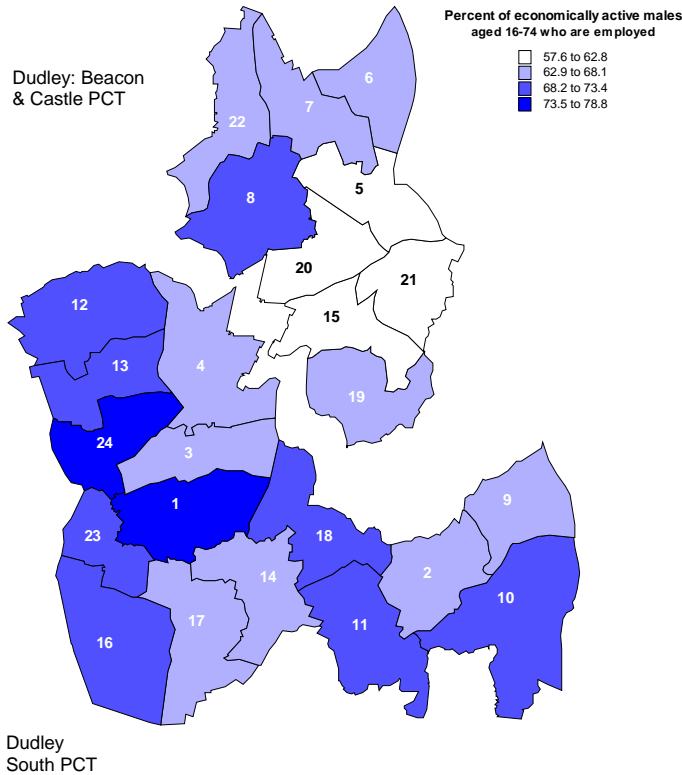 Percent of economically active males
aged 16-74 who are employed
57.6 to 62.8
62.9 to 68.1
68.2 to 73.4
73.5 to 78.8
Dudley: Beacon
& Castle PCT
6
7
22
5
8
20
21
12
15
13
4
19
24
3
9
1
23
18
2
14
10
17
11
16
Dudley
South PCT